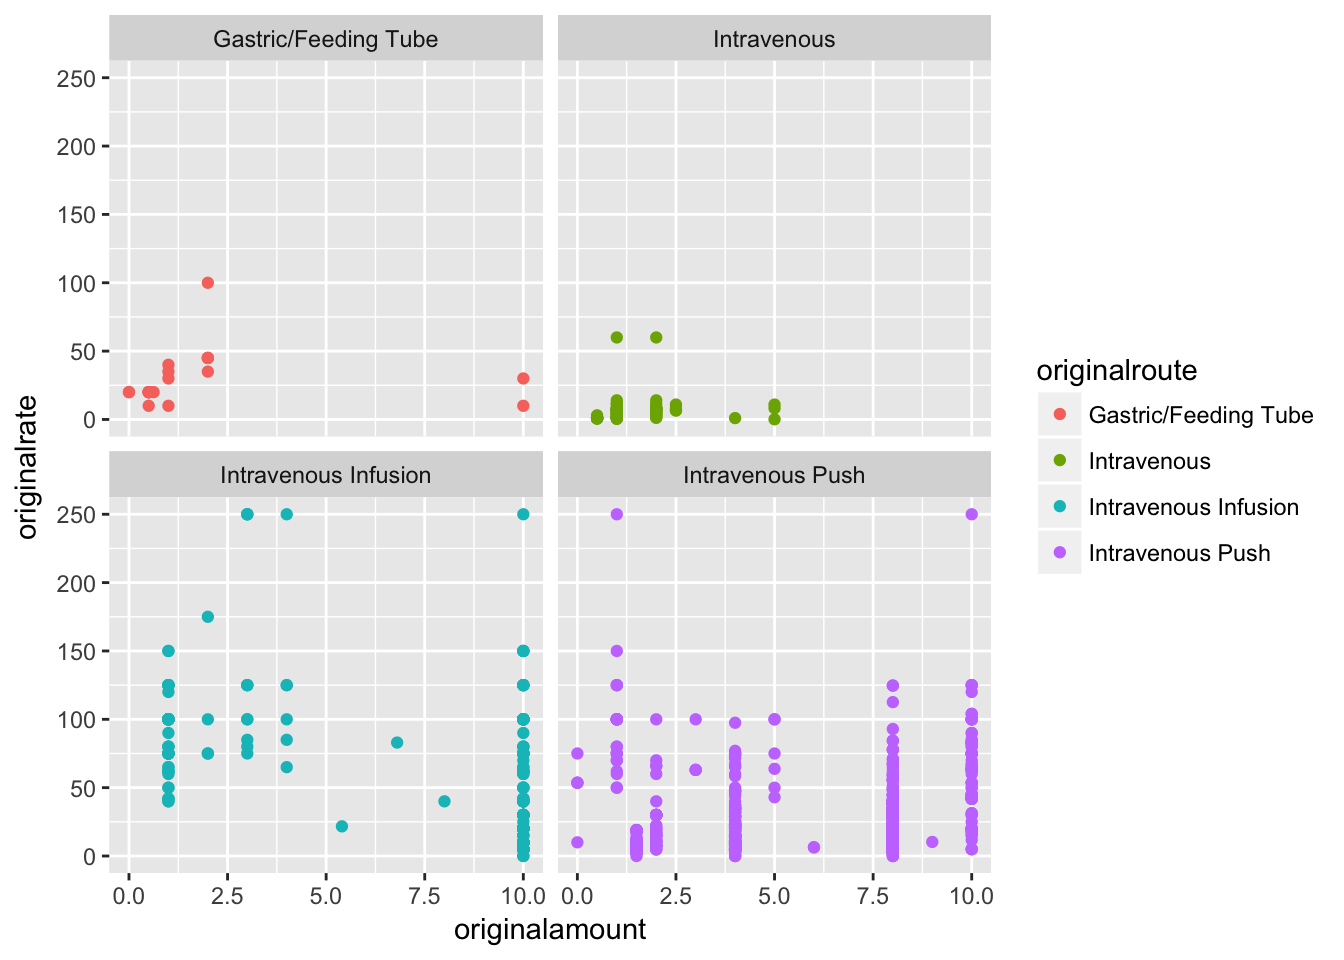 Gastric/Feeding Tube
Intravenous
250
200
150
100
50
0
Intravenous Infusion
Intravenous Push
250
200
150
100
50
0
0.0 2.5 5.0 7.5 10.0
0.0 2.5 5.0 7.5 10.0
originalamount
originalrate
originalroute
Gastric/Feeding Tube
Intravenous
Intravenous Infusion
Intravenous Push